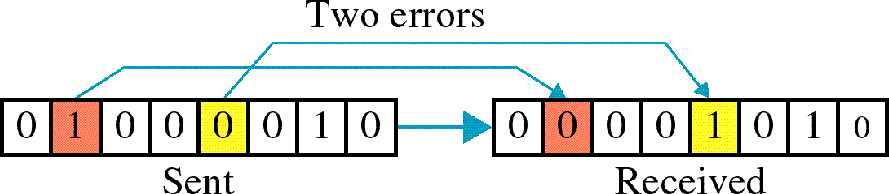 Two errors
0 1 0 0 0 0 1 0 0 0 0 0 1 0 1 0
Sent Received